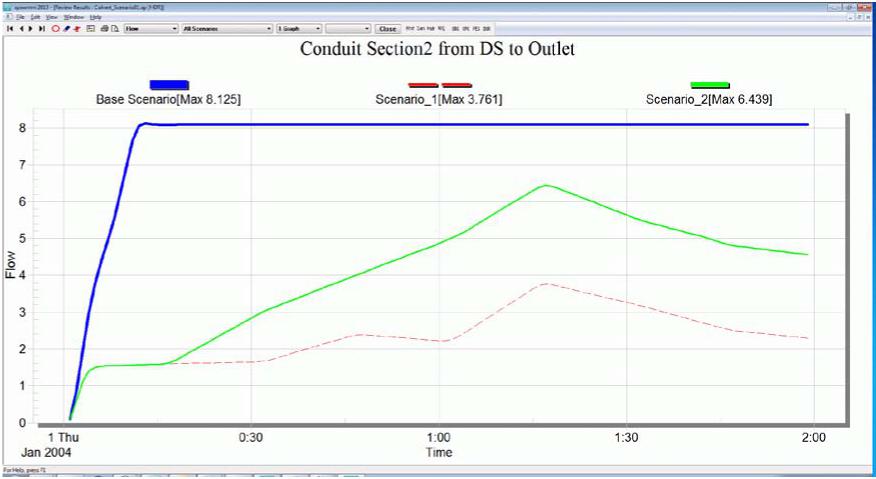 xpswmm 2013 - [Review Results : Culvert_Scenario01.xp (HDR)]
File Edit View Window Help
Flow All Scenarios 1 Graph Close
Conduit Section2 from DS to Outlet
Base Scenario[Max 8.125] Scenario_1[Max 3.761] Scenario_2[Max 6.439]
8
7
6
5
4
3
2
1
0
Flow
1 Thu 0:30 1:00 1:30 2:00
Jan 2004
Time
For Help, press F1